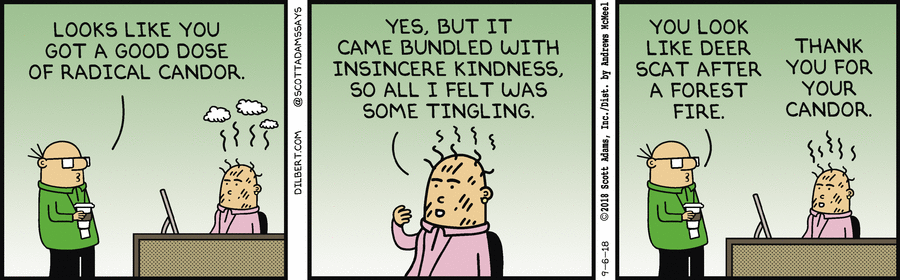 LOOKS LIKE YOU
GOT A GOOD DOSE
OF RADICAL CANDOR.
DILBERT.COM @SCOTTADAMSSAYS
YES, BUT IT
CAME BUNDLED WITH
INSINCERE KINDNESS,
SO ALL I FELT WAS
SOME TINGLING.
9-6-18 ©2018 Scott Adams, Inc./Dist. by Andrews McMeel
YOU LOOK
LIKE DEER
SCAT AFTER
A FOREST
FIRE.
THANK
YOU FOR
YOUR
CANDOR.